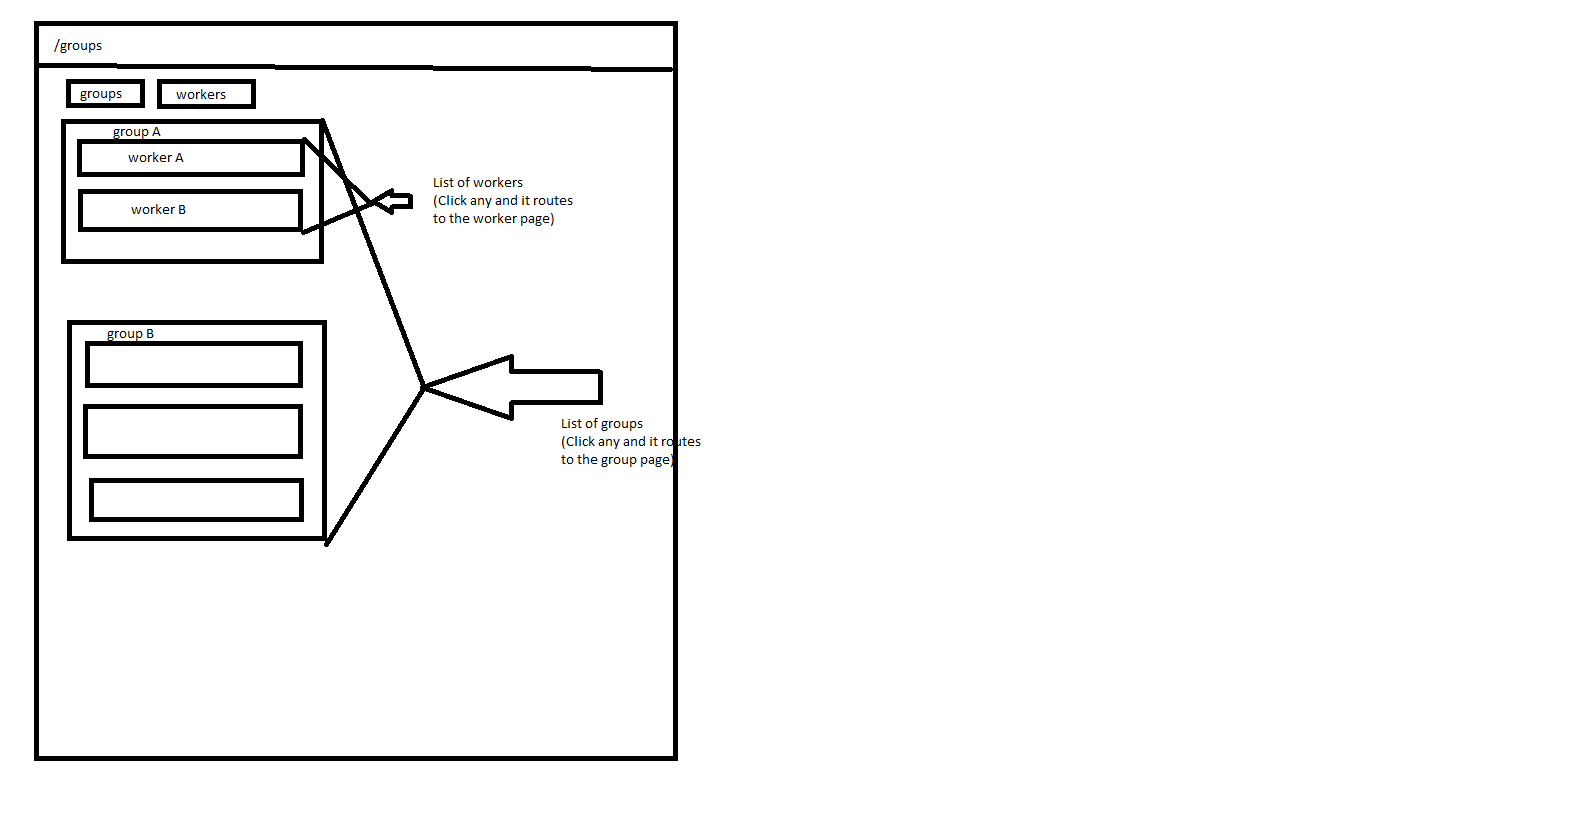 /groups
groups
workers
group A
worker A
worker B
List of workers
(Click any and it routes
to the worker page)
group B
List of groups
(Click any and it routes
to the group page)